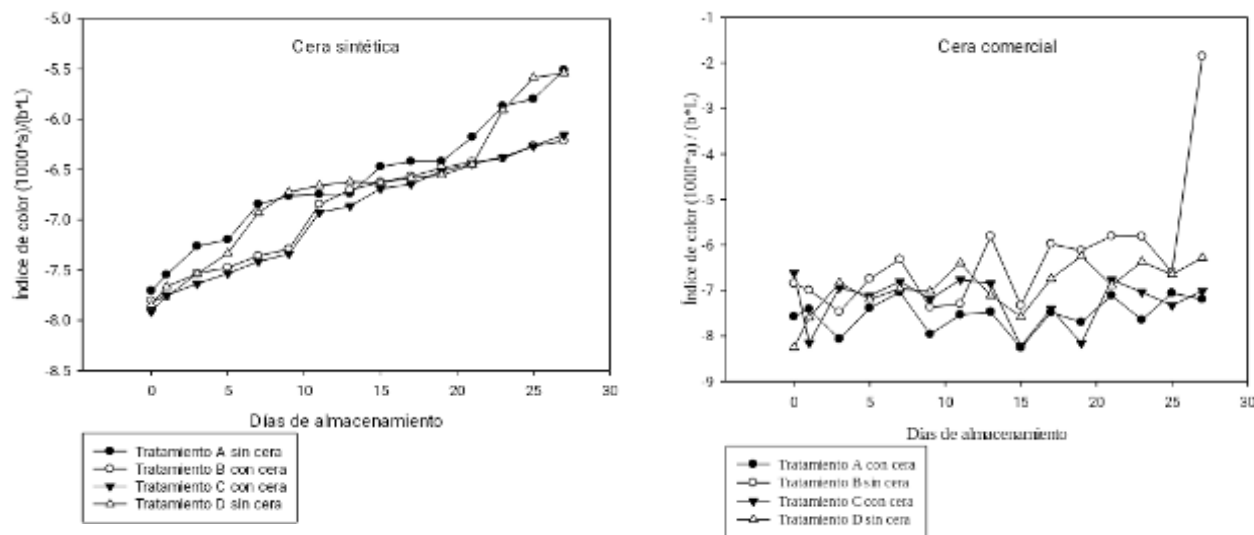 Cera sintética
Índice de color (1000*a)/(b*L)
-5.0
-5.5
-6.0
-6.5
-7.0
-7.5
-8.0
-8.5
0
5
10
15
20
25
30
Días de almacenamiento
Tratamiento A sin cera
Tratamiento B con cera
Tratamiento C con cera
Tratamiento D sin cera
Cera comercial
Índice de color (1000*a) / (b*L)
-1
-2
-3
-4
-5
-6
-7
-8
-9
0
5
10
15
20
25
30
Días de almacenamiento
Tratamiento A con cera
Tratamiento B sin cera
Tratamiento C con cera
Tratamiento D sin cera